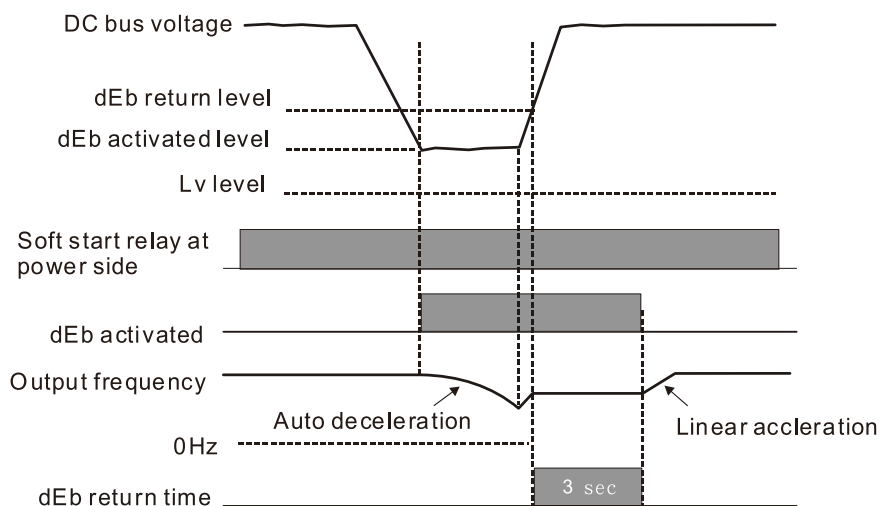 DC bus voltage
dEb return level
dEb activated level
Lv level
Soft start relay at
power side
dEb activated
Output frequency
Auto deceleration
Linear accleration
0Hz
3 sec
dEb return time